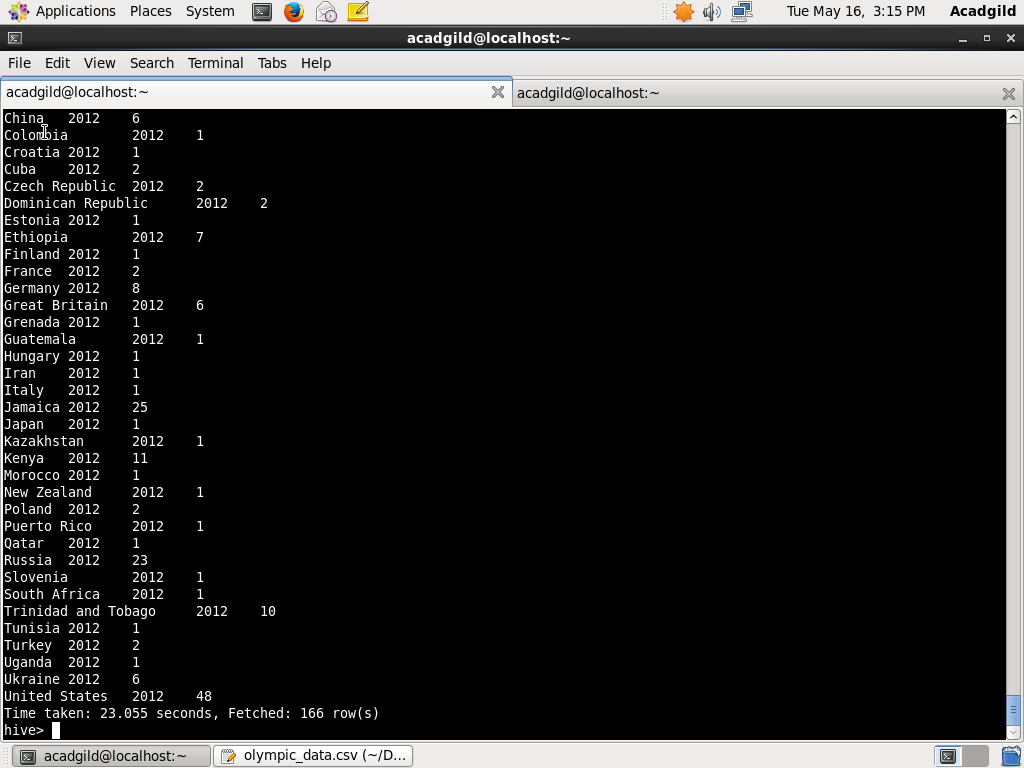 Applications Places System Tue May 16, 3:15 PM Acadgild
acadgild@localhost:~
File Edit View Search Terminal Tabs Help
acadgild@localhost:~ acadgild@localhost:~
China 2012 6
Colombia 2012 1
Croatia 2012 1
Cuba 2012 2
Czech Republic 2012 2
Dominican Republic 2012 2
Estonia 2012 1
Ethiopia 2012 7
Finland 2012 1
France 2012 2
Germany 2012 8
Great Britain 2012 6
Grenada 2012 1
Guatemala 2012 1
Hungary 2012 1
Iran 2012 1
Italy 2012 1
Jamaica 2012 25
Japan 2012 1
Kazakhstan 2012 1
Kenya 2012 11
Morocco 2012 1
New Zealand 2012 1
Poland 2012 2
Puerto Rico 2012 1
Qatar 2012 1
Russia 2012 23
Slovenia 2012 1
South Africa 2012 1
Trinidad and Tobago 2012 10
Tunisia 2012 1
Turkey 2012 2
Uganda 2012 1
Ukraine 2012 6
United States 2012 48
Time taken: 23.055 seconds, Fetched: 166 row(s)
hive>
acadgild@localhost:~ olympic_data.csv (~/D...